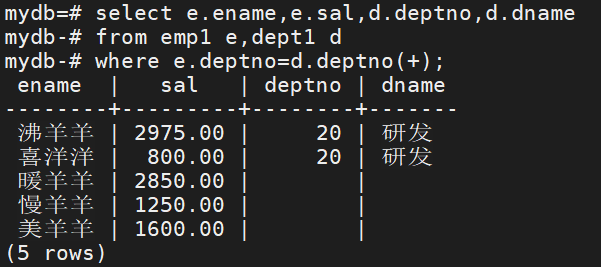 mydb=# select e.ename,e.sal,d.deptno,d.dname
mydb-# from emp1 e,dept1 d
mydb-# where e.deptno=d.deptno(+);
 ename  |   sal   | deptno | dname
--------+---------+--------+-------
 沸羊羊 | 2975.00 |     20 | 研发
 喜洋洋 |  800.00 |     20 | 研发
 暖羊羊 | 2850.00 |        |
 慢羊羊 | 1250.00 |        |
 美羊羊 | 1600.00 |        |
(5 rows)